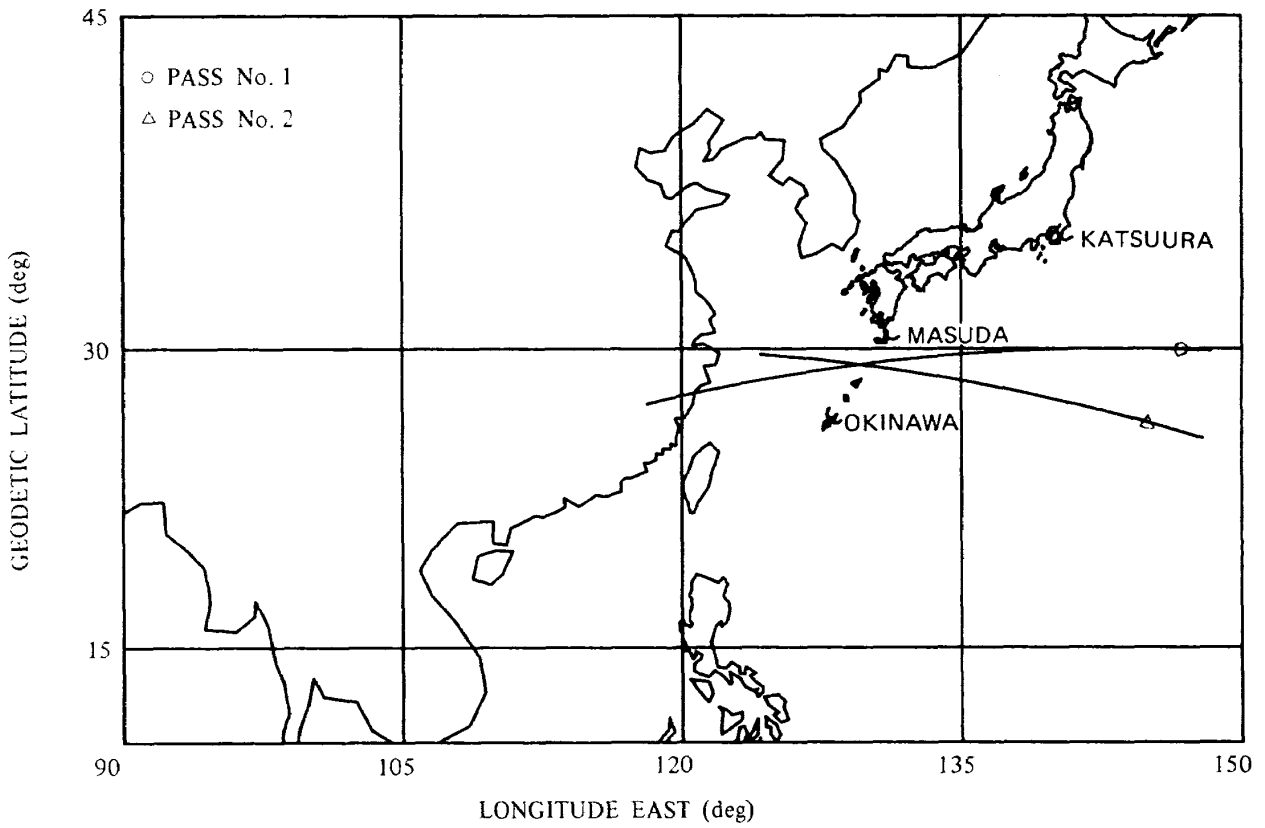 45
○ PASS No. 1
△ PASS No. 2
KATSUURA
MASUDA
30
OKINAWA
15
90
105
120
135
150
GEODETIC LATITUDE (deg)
LONGITUDE EAST (deg)